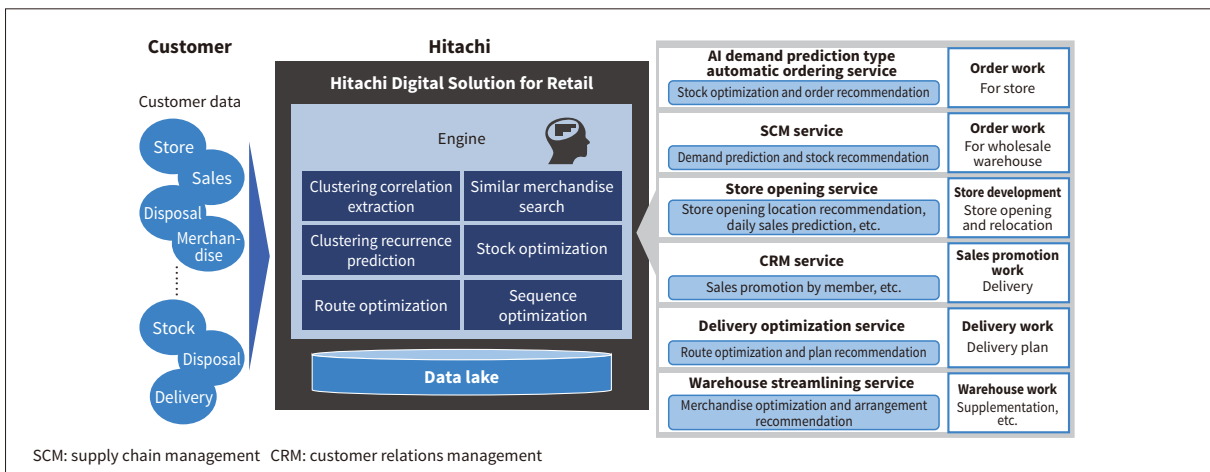 Customer
Customer data
Store
Sales
Disposal
Merchan-
dise
Stock
Disposal
Delivery
Hitachi
Hitachi Digital Solution for Retail
Engine
Clustering correlation
extraction
Similar merchandise
search
Clustering recurrence
prediction
Stock optimization
Route optimization
Sequence
optimization
Data lake
AI demand prediction type
automatic ordering service
Stock optimization and order recommendation
Order work
For store
SCM service
Demand prediction and stock recommendation
Order work
For wholesale
warehouse
Store opening service
Store opening location recommendation,
daily sales prediction, etc.
Store development
Store opening
and relocation
CRM service
Sales promotion by member, etc.
Sales promotion
work
Delivery
Delivery optimization service
Route optimization and plan recommendation
Delivery work
Delivery plan
Warehouse streamlining service
Merchandise optimization and arrangement
recommendation
Warehouse work
Supplementation,
etc.
SCM: supply chain management CRM: customer relations management